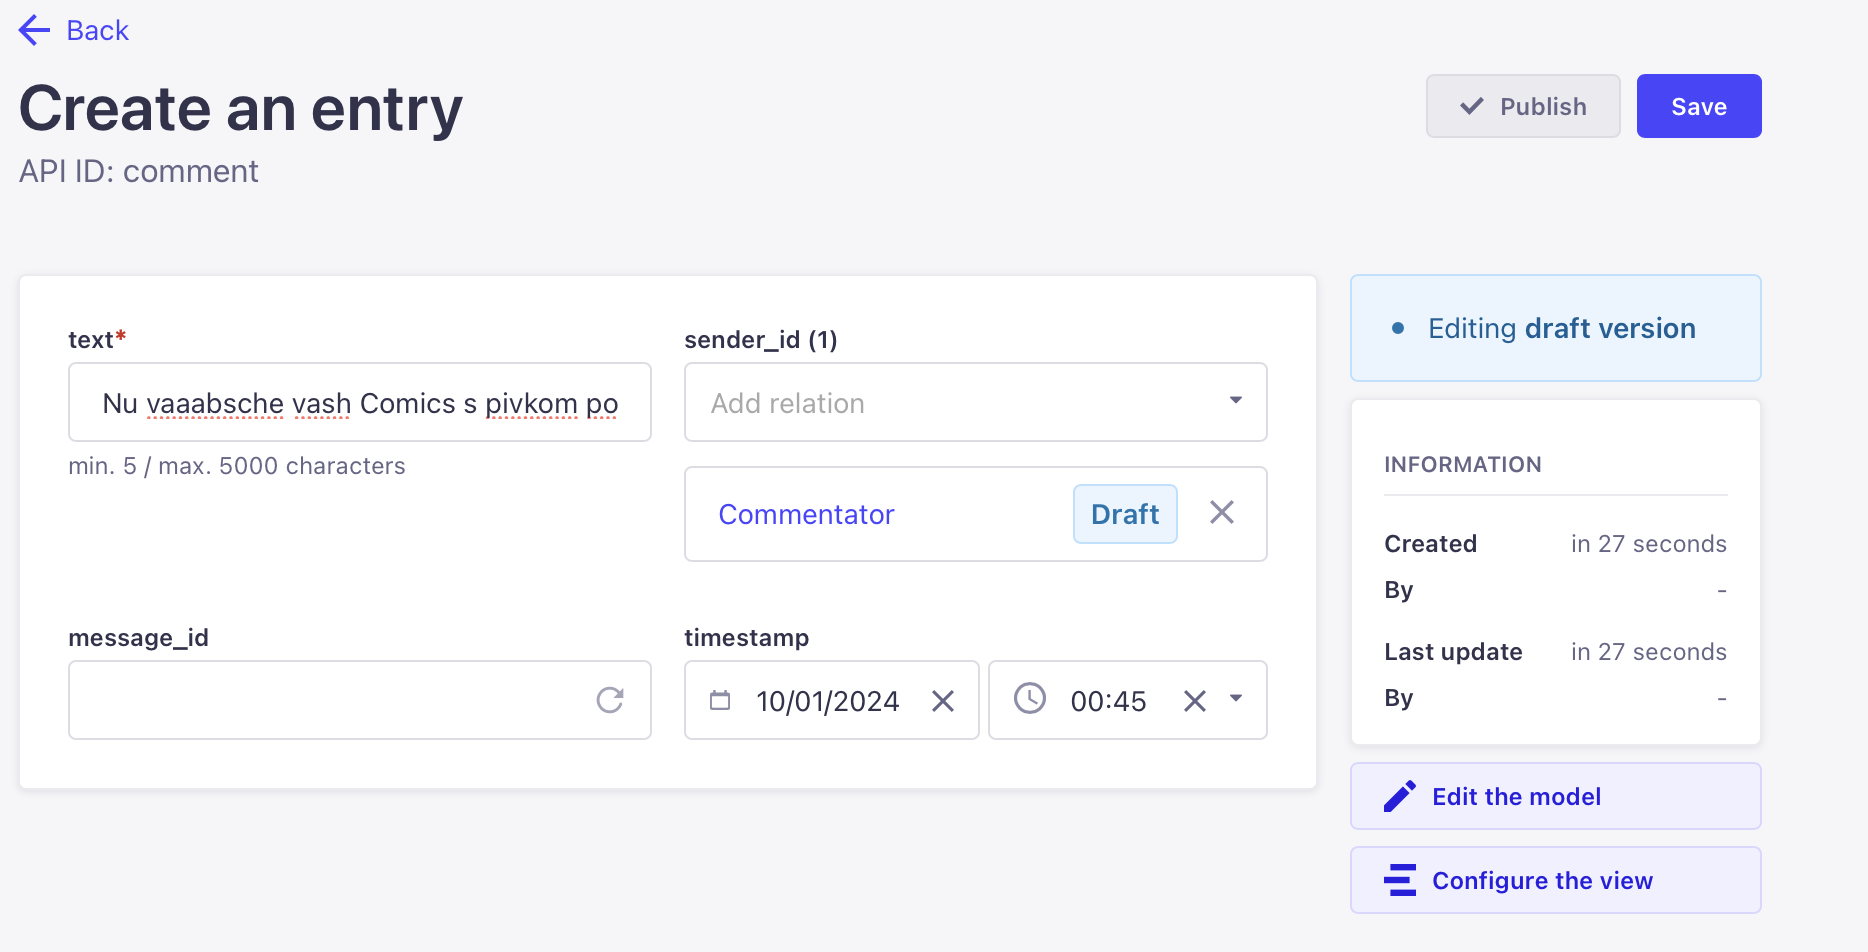 Back
Create an entry
API ID: comment
Publish
Save
text*
Nu vaaabsche vash Comics s pivkom po
min. 5 / max. 5000 characters
sender_id (1)
Add relation
Commentator
Draft
message_id
timestamp
10/01/2024
00:45
Editing draft version
INFORMATION
Created in 27 seconds
By -
Last update in 27 seconds
By -
Edit the model
Configure the view